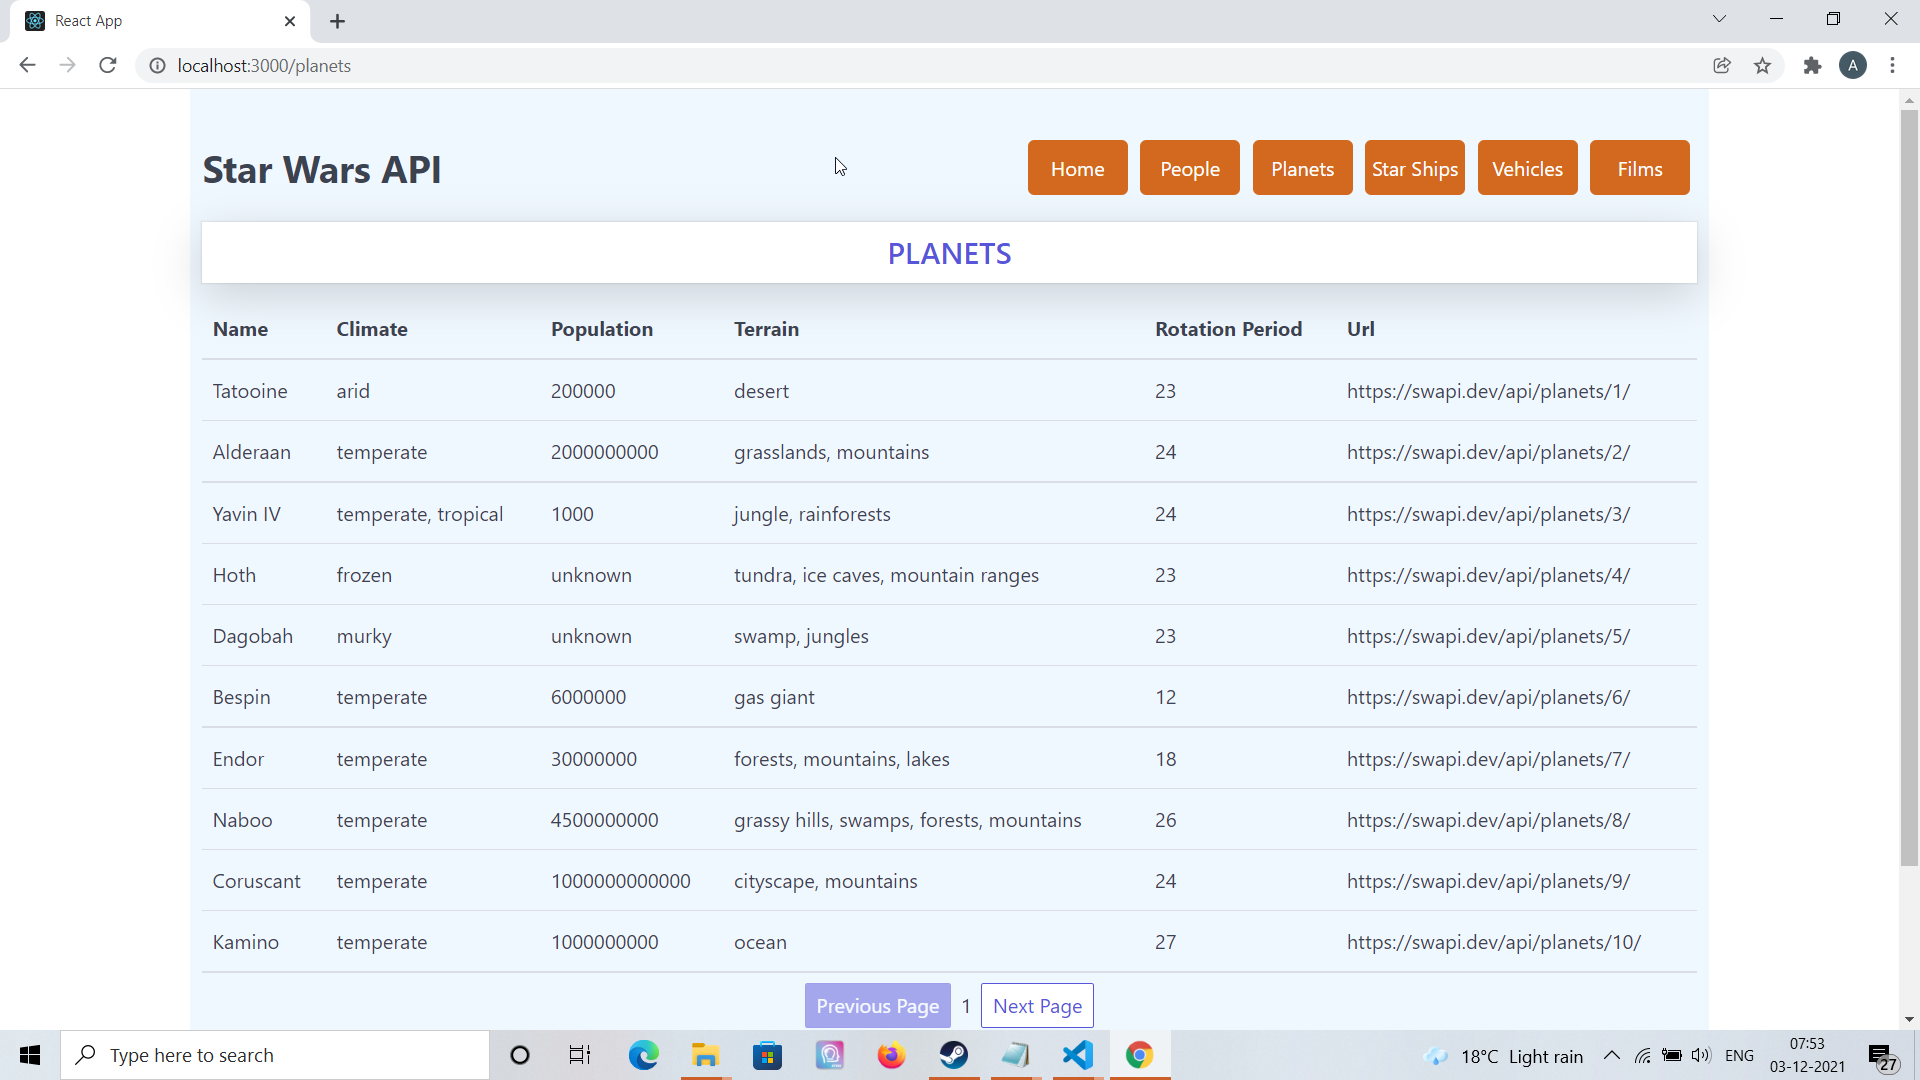 React App
localhost:3000/planets
A
Star Wars API
Home People Planets Star Ships Vehicles Films
PLANETS
Name Climate Population Terrain Rotation Period Url
Tatooine arid 200000 desert 23 https://swapi.dev/api/planets/1/
Alderaan temperate 2000000000 grasslands, mountains 24 https://swapi.dev/api/planets/2/
Yavin IV temperate, tropical 1000 jungle, rainforests 24 https://swapi.dev/api/planets/3/
Hoth frozen unknown tundra, ice caves, mountain ranges 23 https://swapi.dev/api/planets/4/
Dagobah murky unknown swamp, jungles 23 https://swapi.dev/api/planets/5/
Bespin temperate 6000000 gas giant 12 https://swapi.dev/api/planets/6/
Endor temperate 30000000 forests, mountains, lakes 18 https://swapi.dev/api/planets/7/
Naboo temperate 4500000000 grassy hills, swamps, forests, mountains 26 https://swapi.dev/api/planets/8/
Coruscant temperate 1000000000000 cityscape, mountains 24 https://swapi.dev/api/planets/9/
Kamino temperate 1000000000 ocean 27 https://swapi.dev/api/planets/10/
Previous Page 1 Next Page
Type here to search
18°C Light rain
ENG
07:53
03-12-2021
27